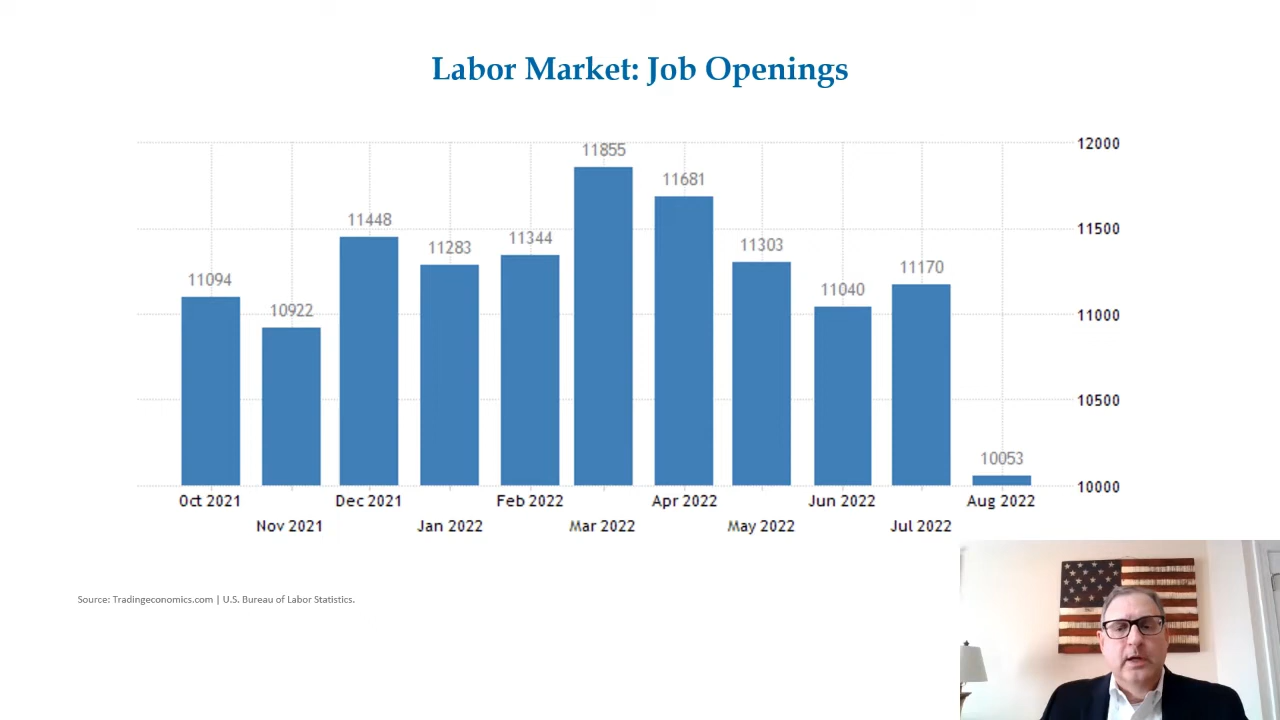 Labor Market: Job Openings
12000
11855
11681
11500
11448
11344
11303
11283
11170
11094
11040
11000
10922
10500
10053
10000
Oct 2021
Dec 2021
Feb 2022
Apr 2022
Jun 2022
Aug 2022
Nov 2021
Jan 2022
Mar 2022
May 2022
Jul 2022
Source: Tradingeconomics.com | U.S. Bureau of Labor Statistics.